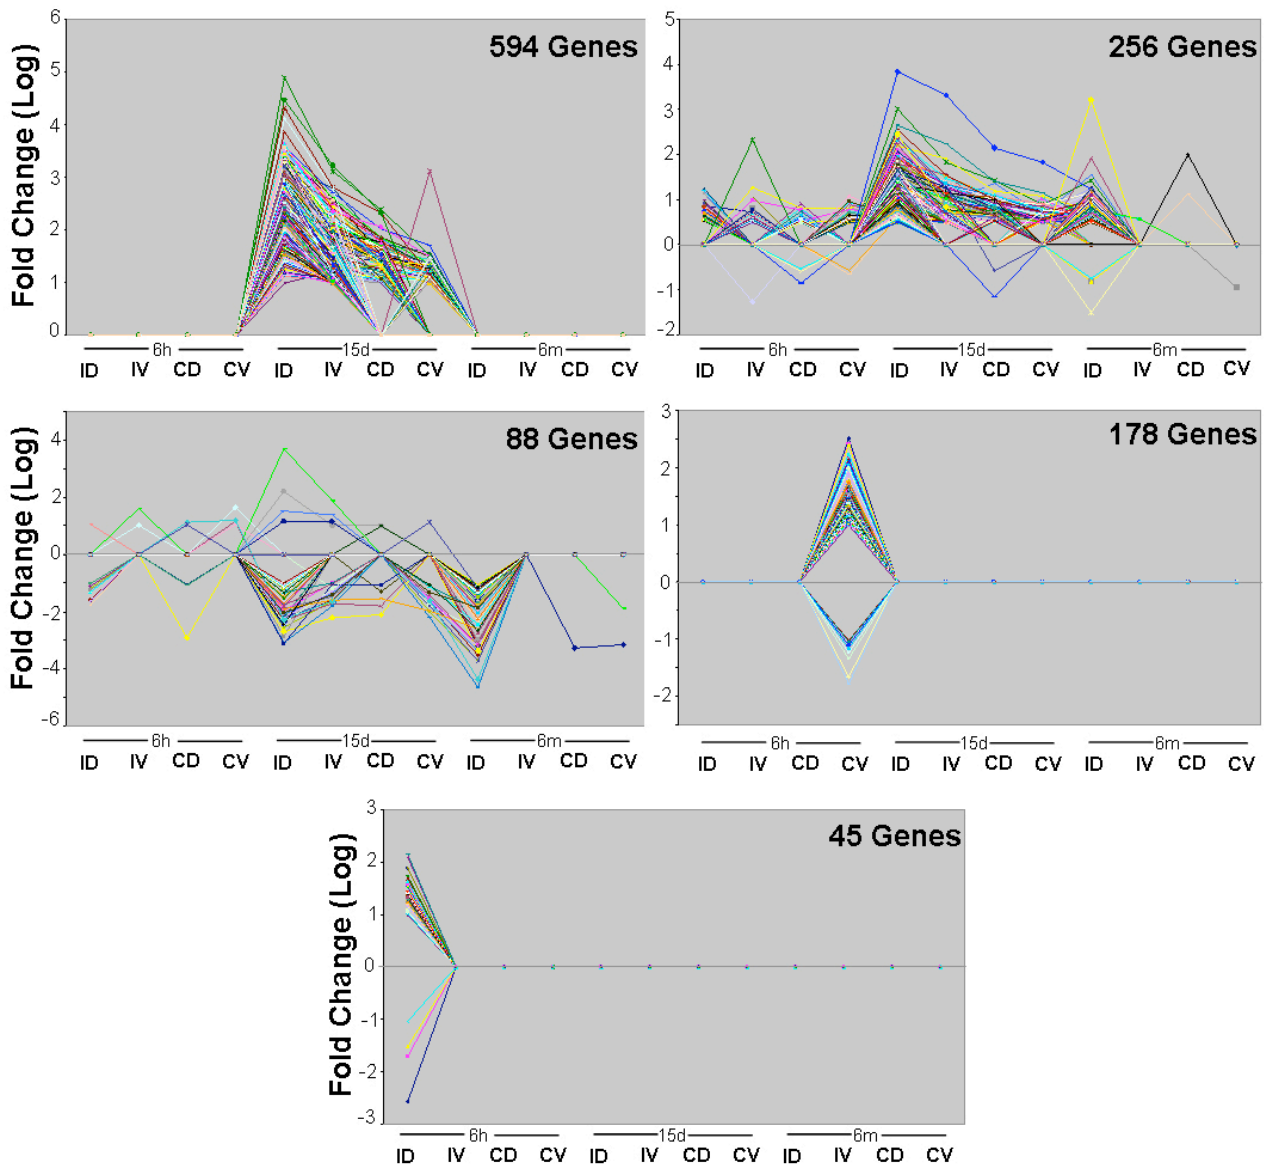 594 Genes
Fold Change (Log)
6
5
4
3
2
1
0
6h 15d 6m
ID IV CD CV ID IV CD CV ID IV CD CV
256 Genes
5
4
3
2
1
0
-1
-2
6h 15d 6m
ID IV CD CV ID IV CD CV ID IV CD CV
88 Genes
Fold Change (Log)
4
2
0
-2
-4
-6
6h 15d 6m
ID IV CD CV ID IV CD CV ID IV CD CV
178 Genes
3
2
1
0
-1
-2
6h 15d 6m
ID IV CD CV ID IV CD CV ID IV CD CV
45 Genes
Fold Change (Log)
3
2
1
0
-1
-2
-3
6h 15d 6m
ID IV CD CV ID IV CD CV ID IV CD CV